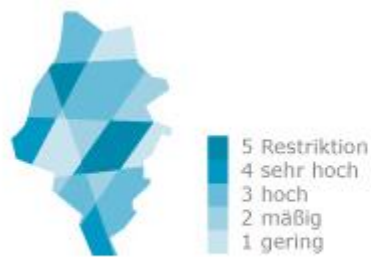 5 Restriktion
4 sehr hoch
3 hoch
2 mäßig
1 gering